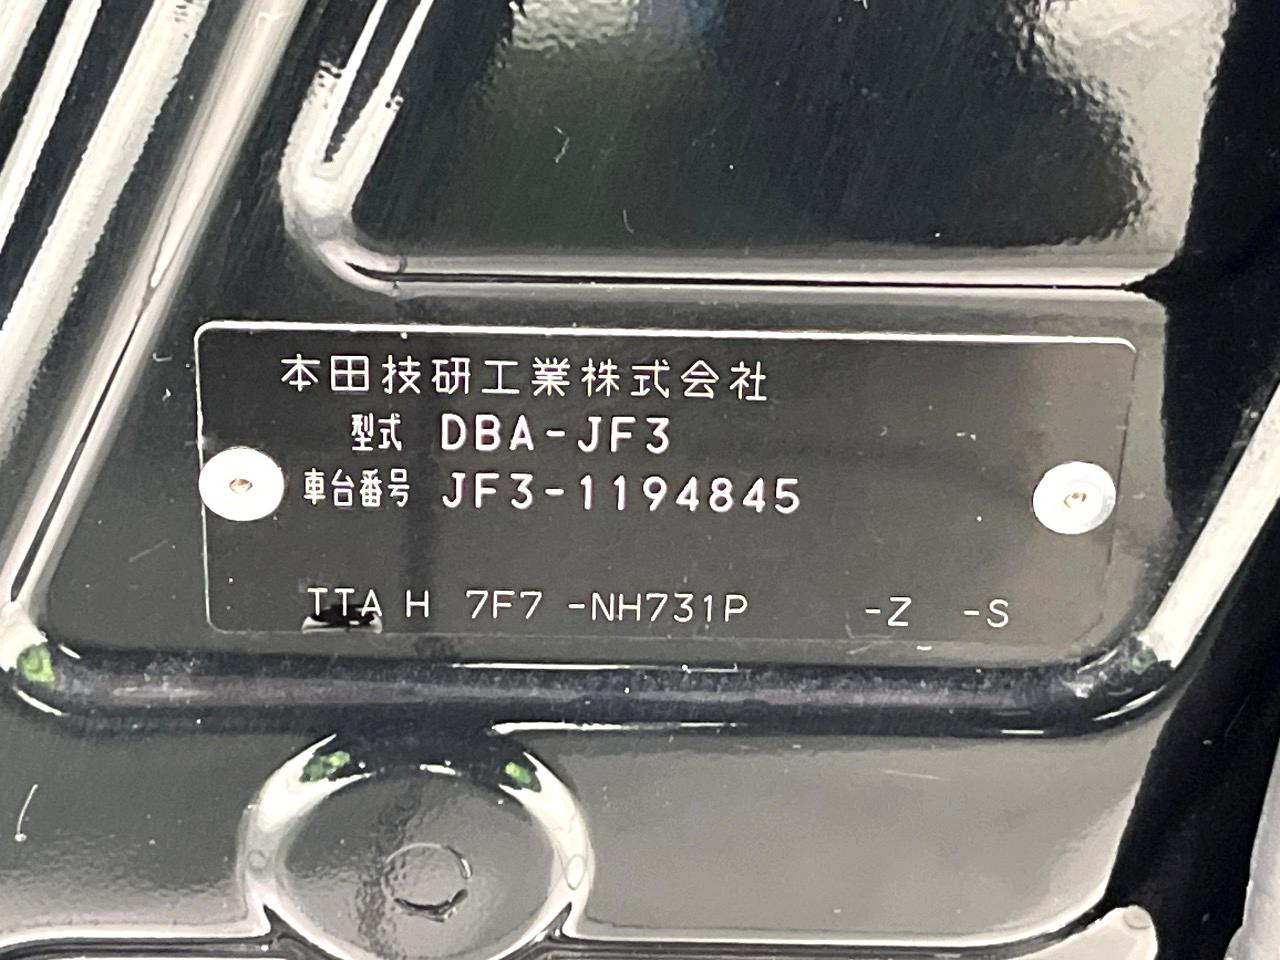 本田技研工業株式会社
型式 DBA-JF3
車台番号 JF3-1194845
TTA H 7F7 -NH731P -Z -S